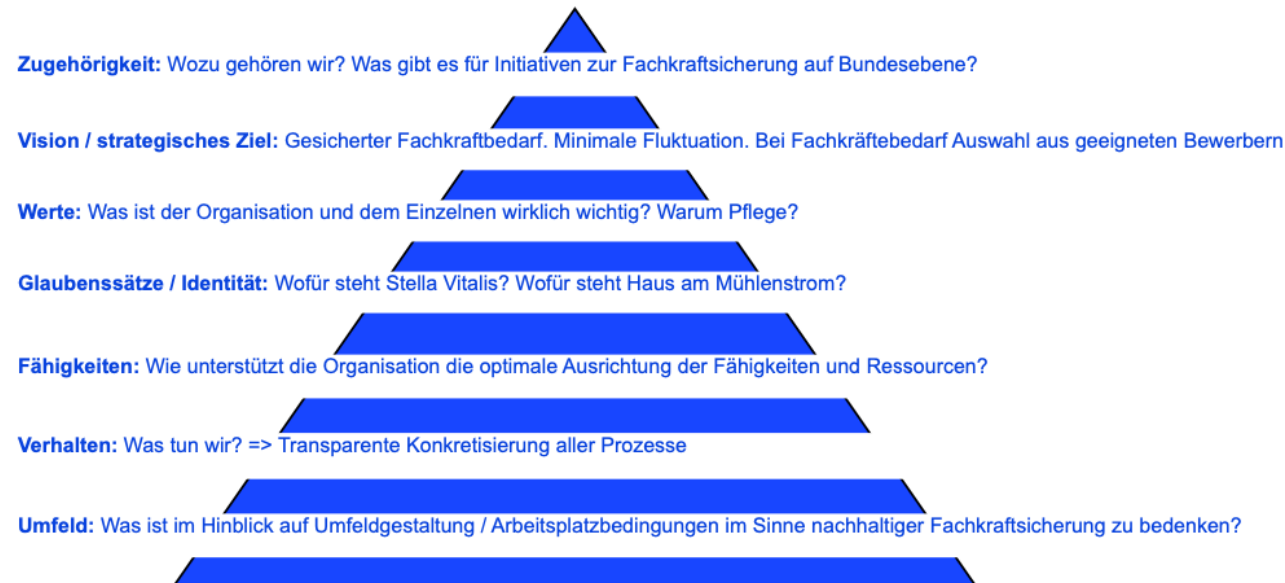 Zugehörigkeit: Wozu gehören wir? Was gibt es für Initiativen zur Fachkraftsicherung auf Bundesebene?
Vision / strategisches Ziel: Gesicherter Fachkraftbedarf. Minimale Fluktuation. Bei Fachkräftebedarf Auswahl aus geeigneten Bewerbern
Werte: Was ist der Organisation und dem Einzelnen wirklich wichtig? Warum Pflege?
Glaubenssätze / Identität: Wofür steht Stella Vitalis? Wofür steht Haus am Mühlenstrom?
Fähigkeiten: Wie unterstützt die Organisation die optimale Ausrichtung der Fähigkeiten und Ressourcen?
Verhalten: Was tun wir? => Transparente Konkretisierung aller Prozesse
Umfeld: Was ist im Hinblick auf Umfeldgestaltung / Arbeitsplatzbedingungen im Sinne nachhaltiger Fachkraftsicherung zu bedenken?